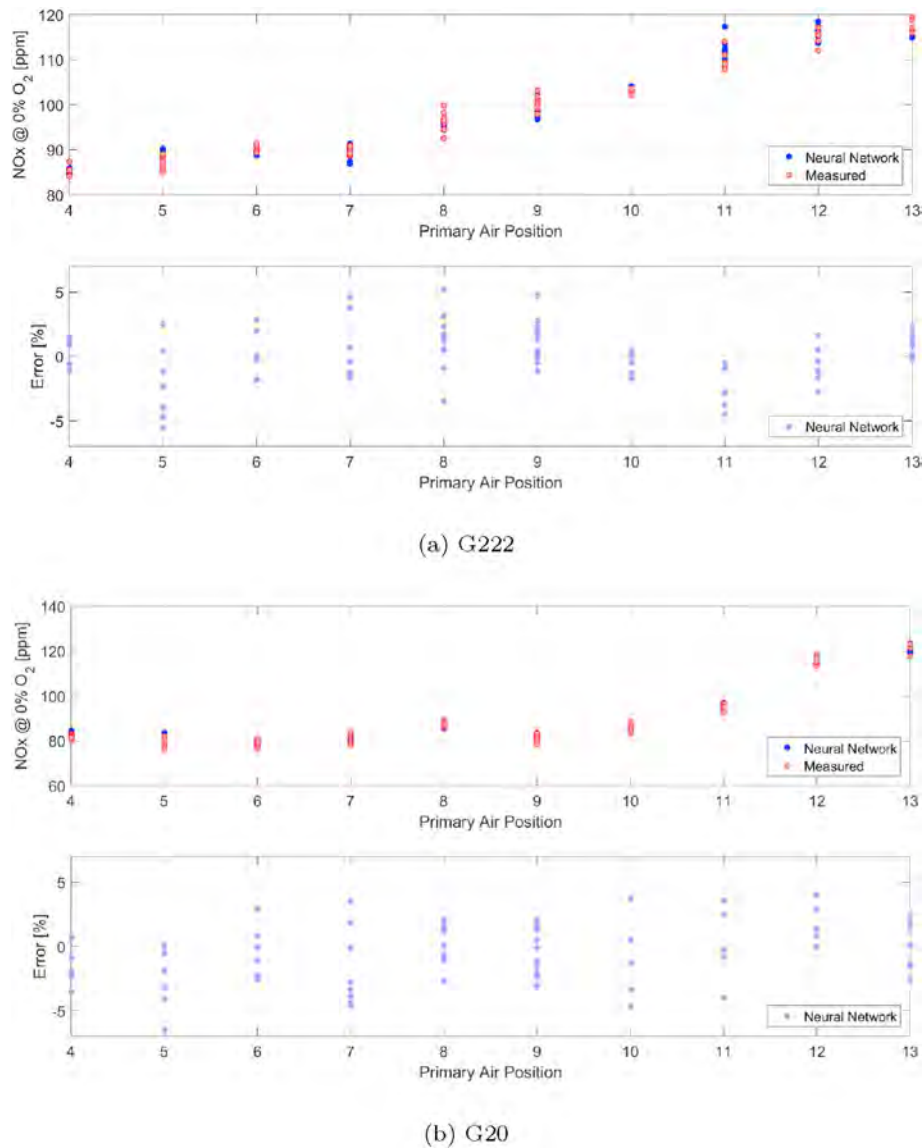 120
110
100
90
80
NOx @ 0% O2 [ppm]
Neural Network
Measured
4 5 6 7 8 9 10 11 12 13
Primary Air Position
5
0
-5
Error [%]
Neural Network
4 5 6 7 8 9 10 11 12 13
Primary Air Position
(a) G222
140
120
100
80
60
NOx @ 0% O2 [ppm]
Neural Network
Measured
4 5 6 7 8 9 10 11 12 13
Primary Air Position
5
0
-5
Error [%]
Neural Network
4 5 6 7 8 9 10 11 12 13
Primary Air Position
(b) G20